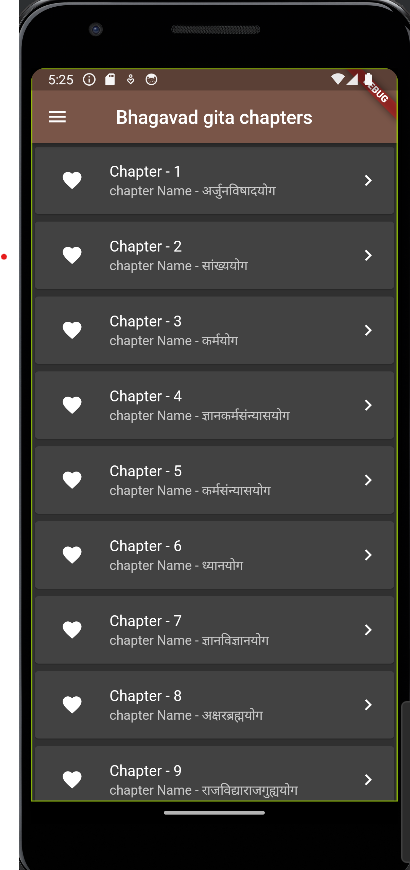 5:25
DEBUG
Bhagavad gita chapters
Chapter - 1
chapter Name - अर्जुनविषादयोग
Chapter - 2
chapter Name - सांख्ययोग
Chapter - 3
chapter Name - कर्मयोग
Chapter - 4
chapter Name - ज्ञानकर्मसंन्यासयोग
Chapter - 5
chapter Name - कर्मसंन्यासयोग
Chapter - 6
chapter Name - ध्यानयोग
Chapter - 7
chapter Name - ज्ञानविज्ञानयोग
Chapter - 8
chapter Name - अक्षरब्रह्मयोग
Chapter - 9
chapter Name - राजविद्याराजगुह्ययोग